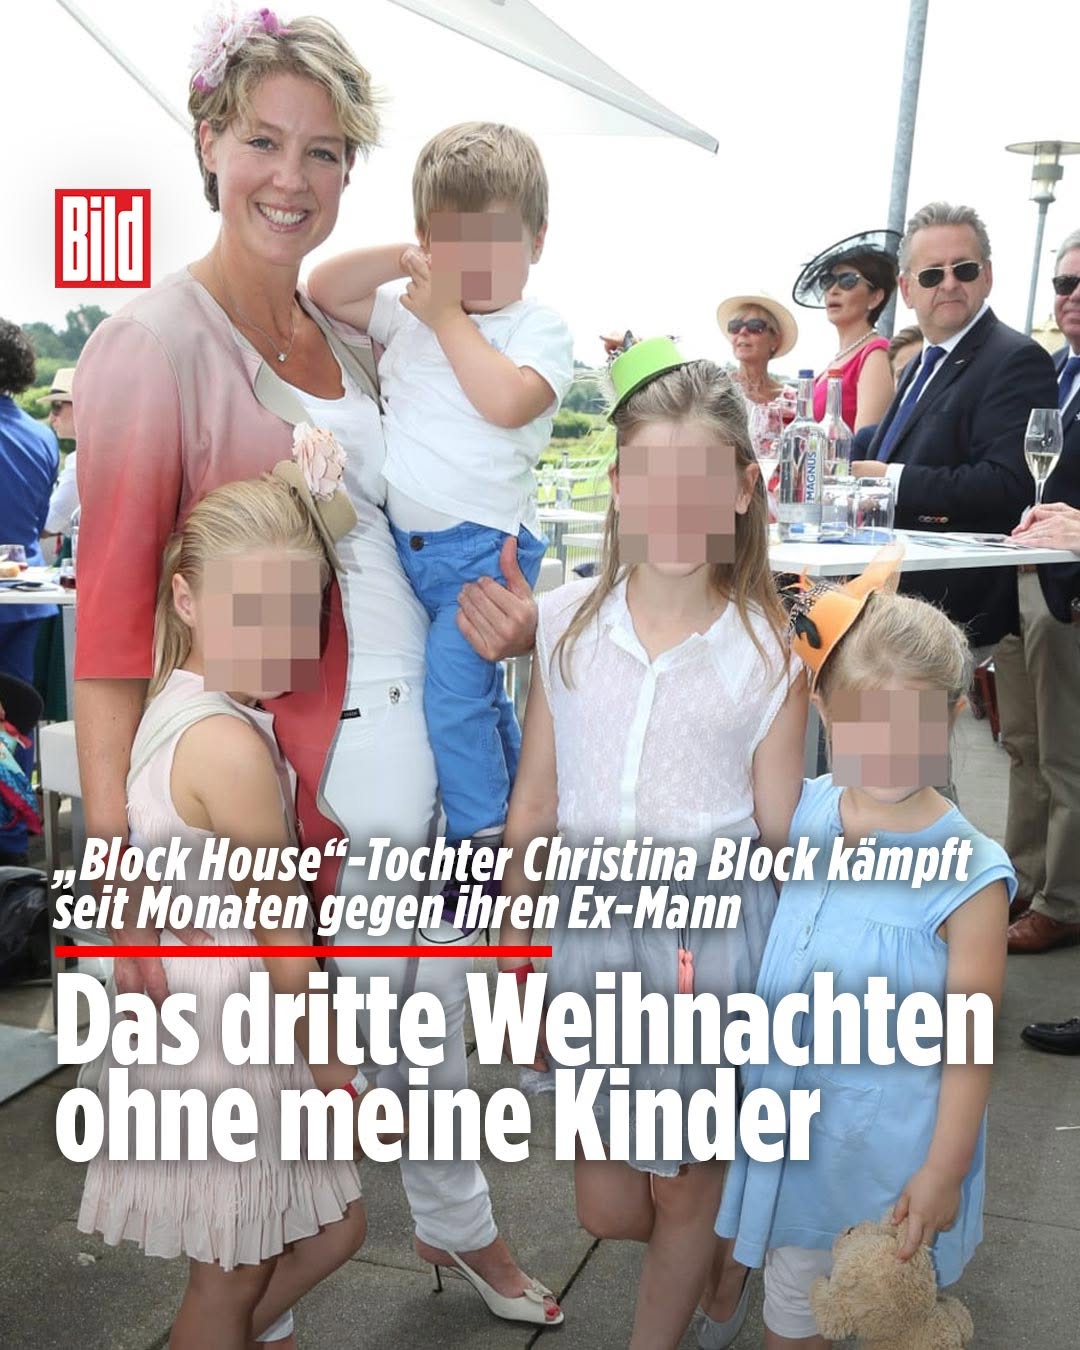 Bild
„Block House“-Tochter Christina Block kämpft
seit Monaten gegen ihren Ex-Mann
Das dritte Weihnachten
ohne meine Kinder
MAGNUS